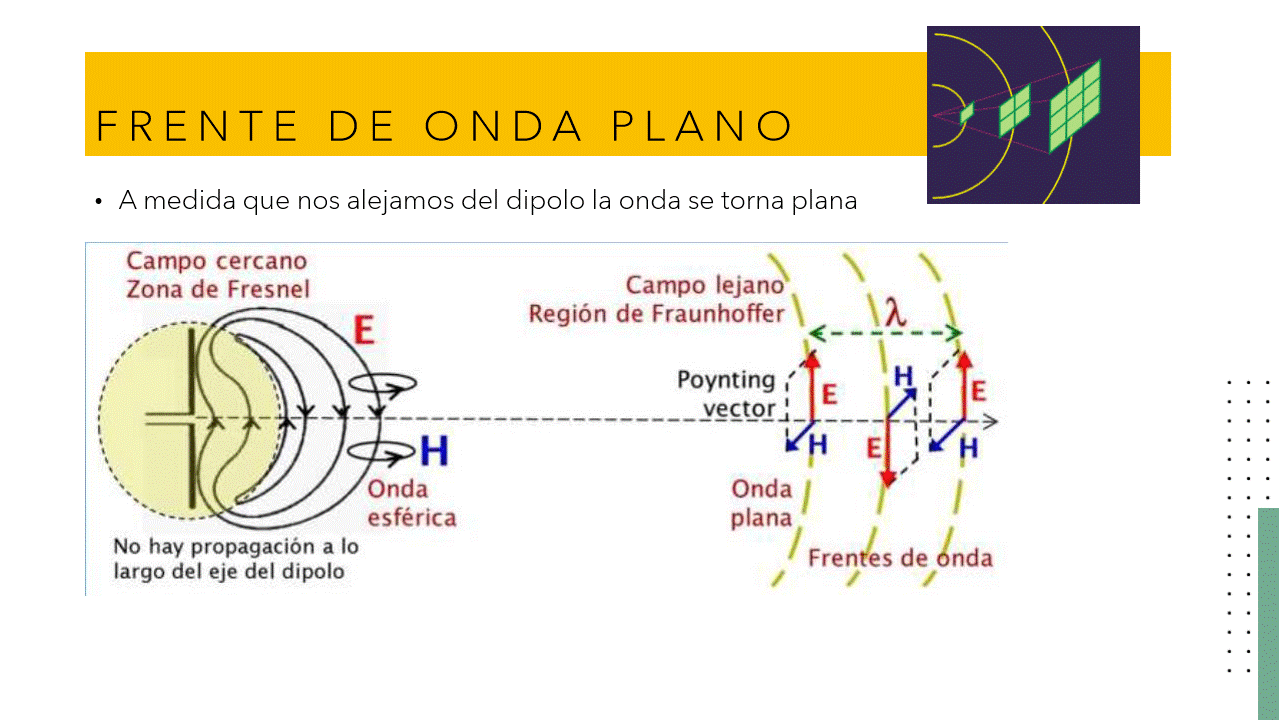 FRENTE DE ONDA PLANO
• A medida que nos alejamos del dipolo la onda se torna plana
Campo cercano
Zona de Fresnel
E
H
Onda
esférica
No hay propagación a lo
largo del eje del dipolo
Campo lejano
Región de Fraunhoffer
λ
Poynting
vector
E
H
H
E
E
H
Onda
plana
Frentes de onda